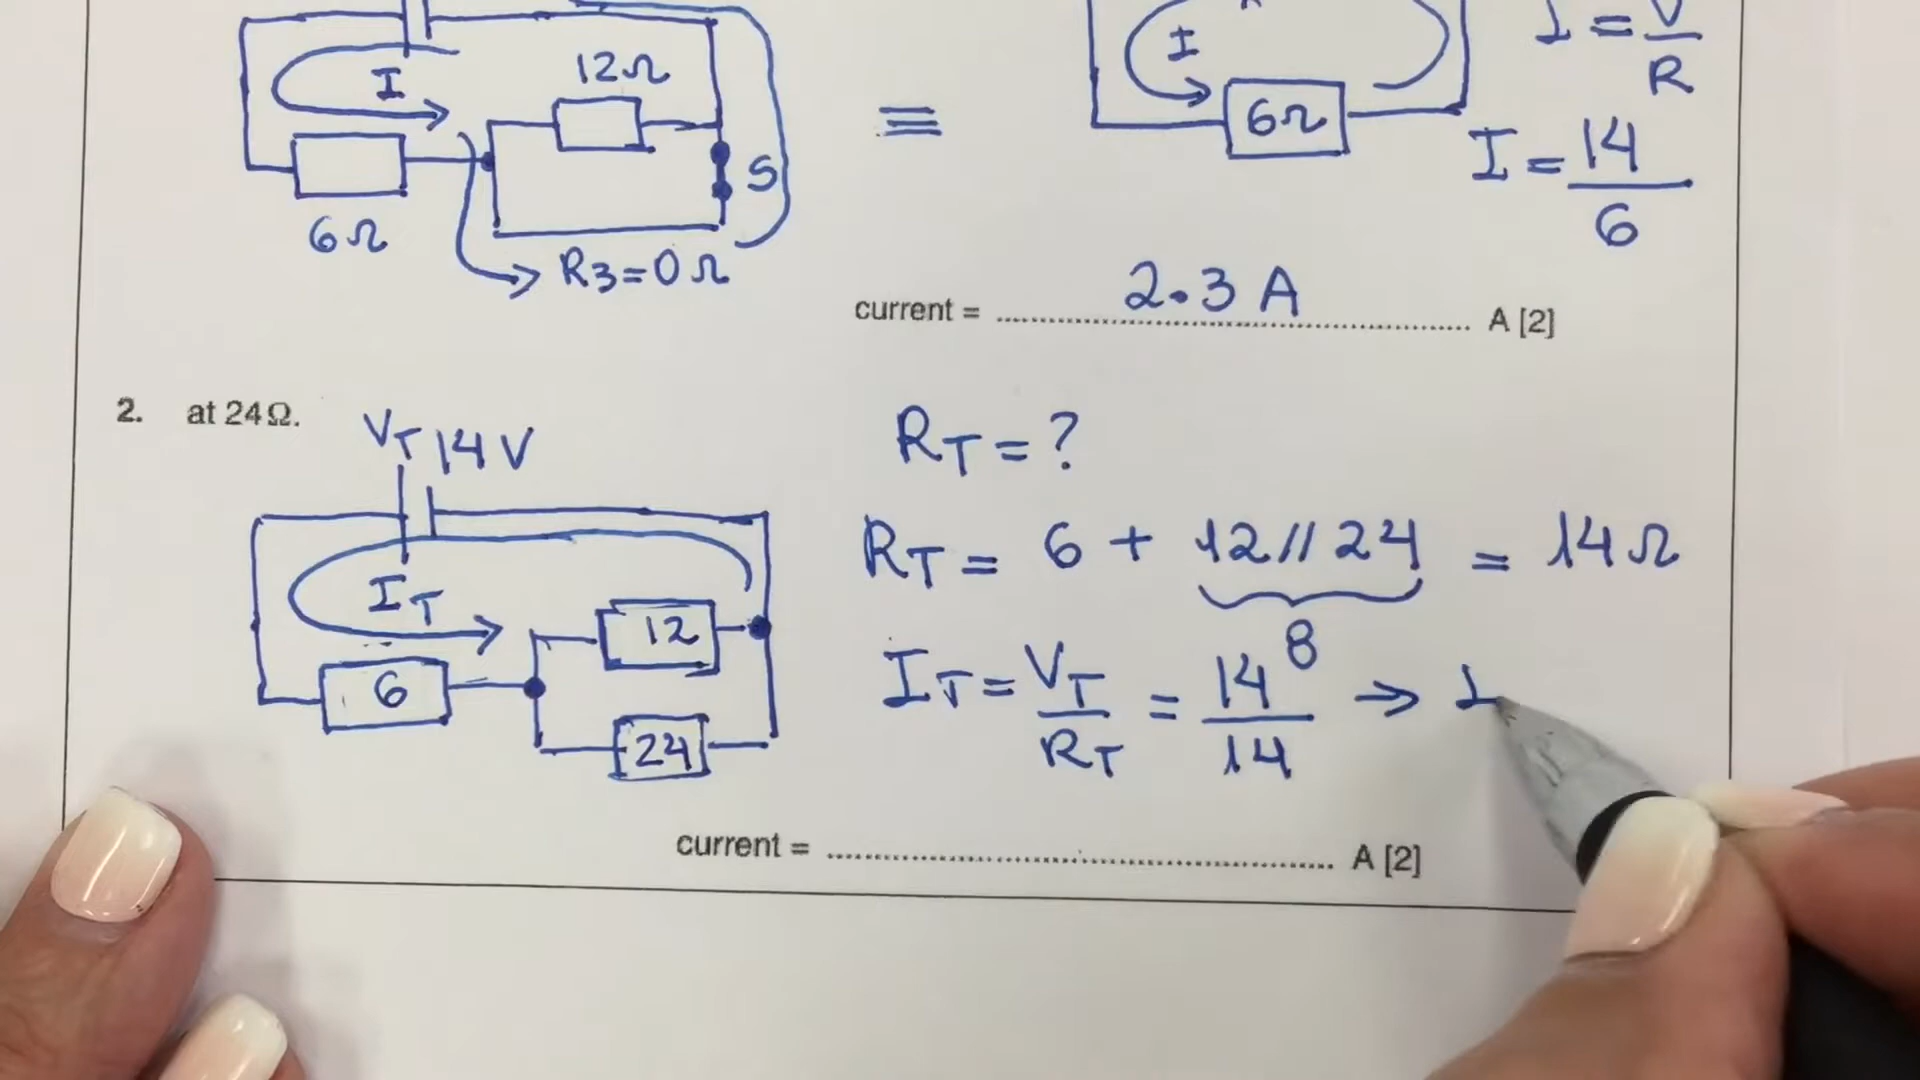 I
12Ω
6Ω
S
R3=0Ω
≡
I
6Ω
I = V
R
I = 14
6
current = 2.3 A A [2]
2. at 24Ω.
VT 14 V
IT
12
6
24
RT = ?
RT = 6 + 12//24 = 14Ω
8
IT = VT = 14 → I
RT 14
current = A [2]